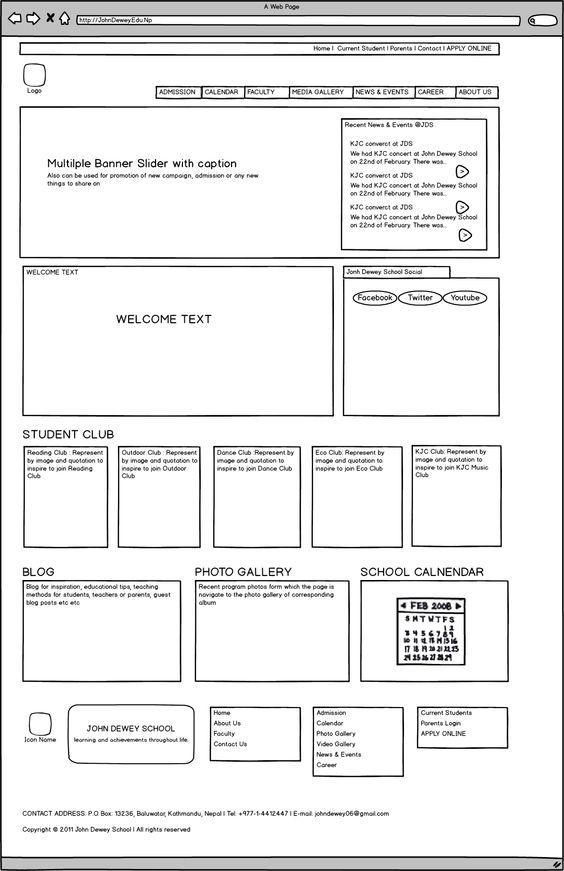 A Web Page
http://JohnDewey.Edu.Np
Home | Current Student | Parents | Contact | APPLY ONLINE
Logo
ADMISSION CALENDAR FACULTY MEDIA GALLERY NEWS & EVENTS CAREER ABOUT US
Multilple Banner Slider with caption
Also can be used for promotion of new campaign, admission or any new
things to share on
Recent News & Events @JDS
KJC converct at JDS
We had KJC concert at John Dewey School
on 22nd of February. There was..
>
KJC converct at JDS
We had KJC concert at John Dewey School
on 22nd of February. There was..
>
KJC converct at JDS
We had KJC concert at John Dewey School
on 22nd of February. There was..
>
WELCOME TEXT
WELCOME TEXT
Jonh Dewey School Social
Facebook Twitter Youtube
STUDENT CLUB
Reading Club : Represent
by image and quotation to
inspire to join Reading
Club
Outdoor Club : Represent
by image and quotation to
inspire to join Outdoor
Club
Dance Club :Represent by
image and quotation to
inspire to join Dance Club
Eco Club: Represent by
image and quotation to
inspire to join Eco Club
KJC Club: Represent by
image and quotation to
inspire to join KJC Music
Club
BLOG
Blog for inspiration, educational tips, teaching
methods for students, teachers or parents, guest
blog posts etc etc
PHOTO GALLERY
Recent program photos form which the page is
navigate to the photo gallery of corresponding
album
SCHOOL CALNENDAR
FEB 2008
S M T W T F S
1 2
3 4 5 6 7 8 9
10 11 12 13 14 15 16
17 18 19 20 21 22 23
24 25 26 27 28 29
Icon Name
JOHN DEWEY SCHOOL
learning and achievements throughout life.
Home
About Us
Faculty
Contact Us
Admission
Calendar
Photo Gallery
Video Gallery
News & Events
Career
Current Students
Parents Login
APPLY ONLINE
CONTACT ADDRESS: P.O Box: 13236, Baluwatar, Kathmandu, Nepal | Tel: +977-1-4412447 | E-mail: johndewey06@gmail.com
Copyright © 2011 John Dewey School | All rights reserved